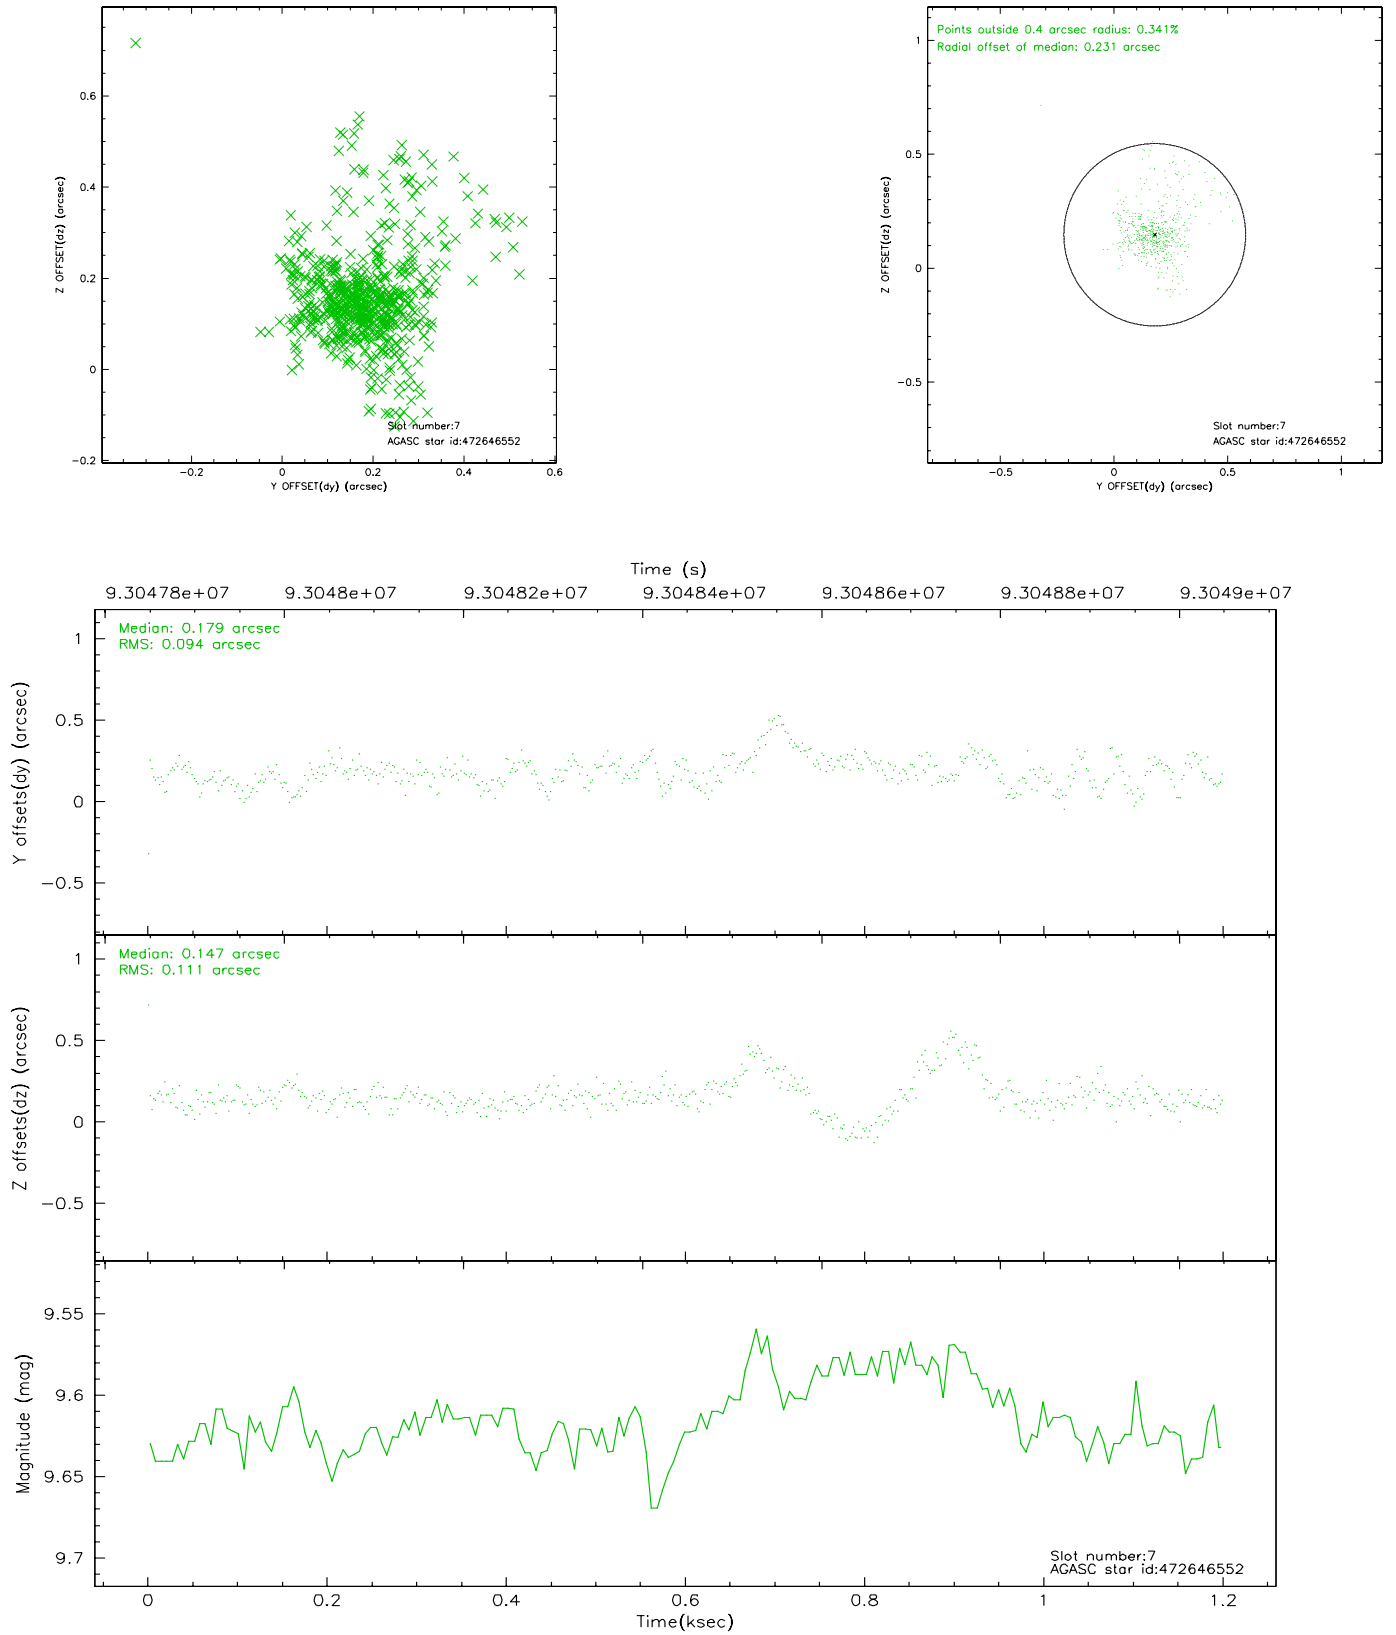 0.6
0.4
0.2
0
−0.2
Z OFFSET(dz) (arcsec)
Slot number:7
AGASC star id:472646552
−0.2 0 0.2 0.4 0.6
Y OFFSET(dy) (arcsec)
Points outside 0.4 arcsec radius: 0.341%
Radial offset of median: 0.231 arcsec
1
0.5
0
−0.5
Z OFFSET(dz) (arcsec)
Slot number:7
AGASC star id:472646552
−0.5 0 0.5 1
Y OFFSET(dy) (arcsec)
Time (s)
9.30478e+07 9.3048e+07 9.30482e+07 9.30484e+07 9.30486e+07 9.30488e+07 9.3049e+07
Median: 0.179 arcsec
RMS: 0.094 arcsec
1
0.5
0
−0.5
Y offsets(dy) (arcsec)
Median: 0.147 arcsec
RMS: 0.111 arcsec
1
0.5
0
−0.5
Z offsets(dz) (arcsec)
9.55
9.6
9.65
9.7
Magnitude (mag)
Slot number:7
AGASC star id:472646552
0 0.2 0.4 0.6 0.8 1 1.2
Time(ksec)